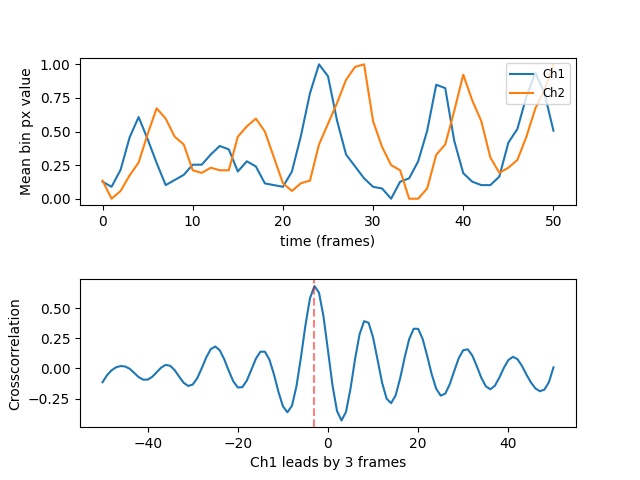 Mean bin px value
1.00
0.75
0.50
0.25
0.00
Ch1
Ch2
0 10 20 30 40 50
time (frames)
Crosscorrelation
0.50
0.25
0.00
−0.25
−40 −20 0 20 40
Ch1 leads by 3 frames